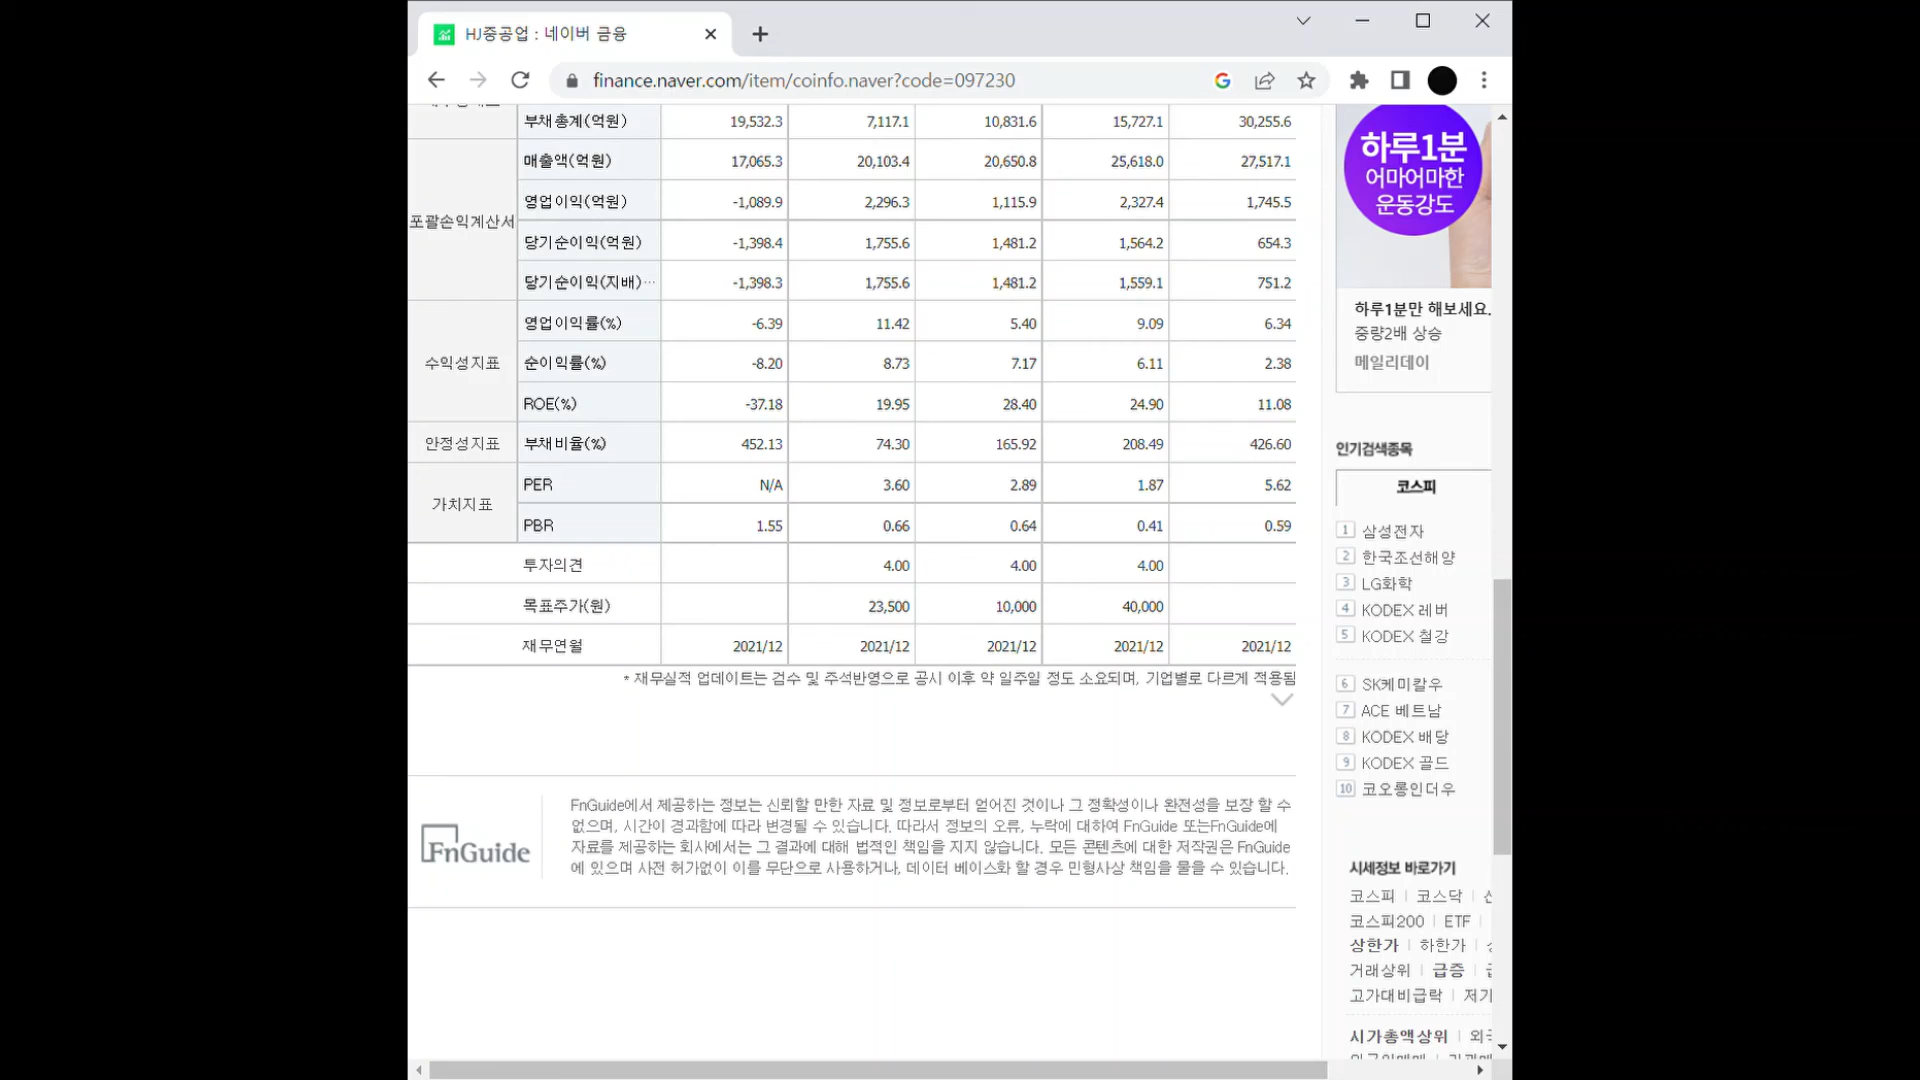 HJ중공업 : 네이버 금융
finance.naver.com/item/coinfo.naver?code=097230
부채총계(억원) 19,532.3 7,117.1 10,831.6 15,727.1 30,255.6
포괄손익계산서
매출액(억원) 17,065.3 20,103.4 20,650.8 25,618.0 27,517.1
영업이익(억원) -1,089.9 2,296.3 1,115.9 2,327.4 1,745.5
당기순이익(억원) -1,398.4 1,755.6 1,481.2 1,564.2 654.3
당기순이익(지배)… -1,398.3 1,755.6 1,481.2 1,559.1 751.2
수익성지표
영업이익률(%) -6.39 11.42 5.40 9.09 6.34
순이익률(%) -8.20 8.73 7.17 6.11 2.38
ROE(%) -37.18 19.95 28.40 24.90 11.08
안정성지표 부채비율(%) 452.13 74.30 165.92 208.49 426.60
가치지표
PER N/A 3.60 2.89 1.87 5.62
PBR 1.55 0.66 0.64 0.41 0.59
투자의견 4.00 4.00 4.00
목표주가(원) 23,500 10,000 40,000
재무연월 2021/12 2021/12 2021/12 2021/12 2021/12
* 재무실적 업데이트는 검수 및 주석반영으로 공시 이후 약 일주일 정도 소요되며, 기업별로 다르게 적용됨
FnGuide
FnGuide에서 제공하는 정보는 신뢰할 만한 자료 및 정보로부터 얻어진 것이나 그 정확성이나 완전성을 보장 할 수
없으며, 시간이 경과함에 따라 변경될 수 있습니다. 따라서 정보의 오류, 누락에 대하여 FnGuide 또는FnGuide에
자료를 제공하는 회사에서는 그 결과에 대해 법적인 책임을 지지 않습니다. 모든 콘텐츠에 대한 저작권은 FnGuide
에 있으며 사전 허가없이 이를 무단으로 사용하거나, 데이터 베이스화 할 경우 민형사상 책임을 물을 수 있습니다.
하루1분
어마어마한
운동강도
하루1분만 해보세요.
중량2배 상승
메일리데이
인기검색종목
코스피
1 삼성전자
2 한국조선해양
3 LG화학
4 KODEX 레버
5 KODEX 철강
6 SK케미칼우
7 ACE 베트남
8 KODEX 배당
9 KODEX 골드
10 코오롱인더우
시세정보 바로가기
코스피 | 코스닥 |
코스피200 | ETF |
상한가 | 하한가 |
거래상위 | 급증 |
고가대비급락 | 저가
시가총액상위 | 외국